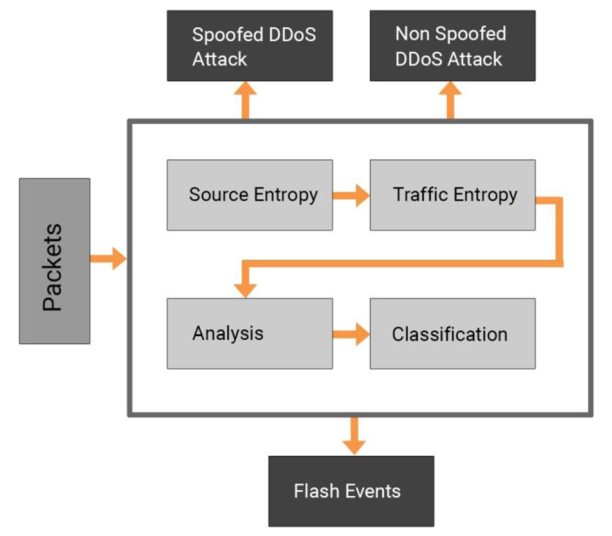 Spoofed DDoS
Attack
Non Spoofed
DDoS Attack
Packets
Source Entropy
Traffic Entropy
Analysis
Classification
Flash Events